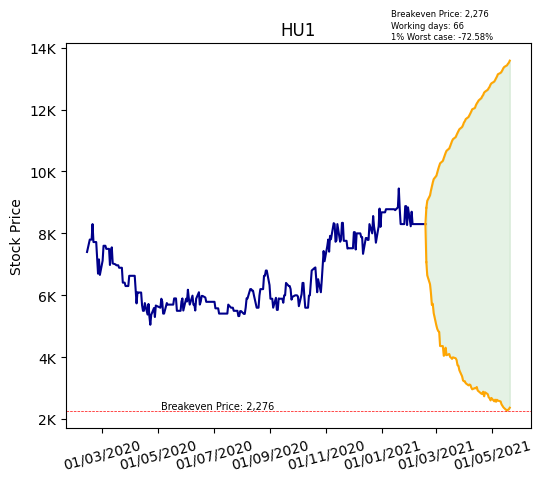 Breakeven Price: 2,276
Working days: 66
1% Worst case: -72.58%
HU1
14K
12K
10K
8K
6K
4K
2K
Stock Price
Breakeven Price: 2,276
01/03/2020
01/05/2020
01/07/2020
01/09/2020
01/11/2020
01/01/2021
01/03/2021
01/05/2021